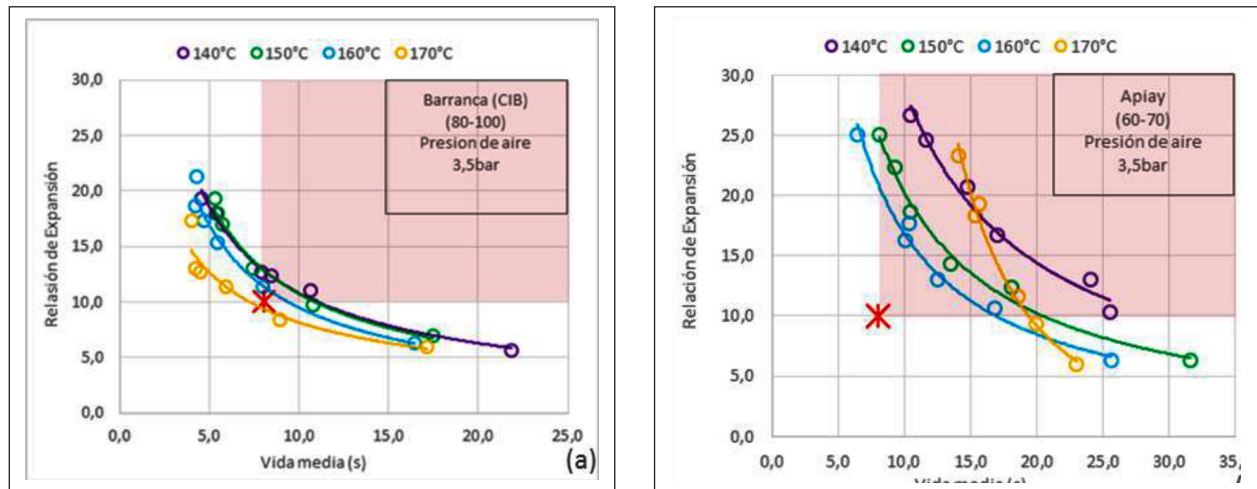 140°C 150°C 160°C 170°C
30,0
25,0
20,0
15,0
10,0
5,0
0,0
Relasión de Expansión
Barranca (CIB)
(80-100)
Presion de aire
3,5bar
0,0 5,0 10,0 15,0 20,0 25,0
Vida media (s)
(a)
140°C 150°C 160°C 170°C
30,0
25,0
20,0
15,0
10,0
5,0
0,0
Relación de Expansión
Apiay
(60-70)
Presión de aire
3,5bar
0,0 5,0 10,0 15,0 20,0 25,0 30,0 35,
Vida media (s)
(